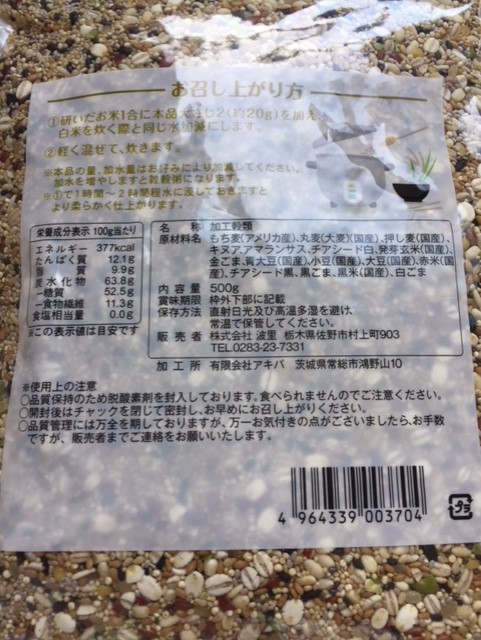 お召し上がり方
①研いだお米1合に本品大さじ2(約20g)を加え
白米を炊く際と同じ水加減にします。
②軽く混ぜて、炊きます。
※本品の量、加水量はお好みにより加減してください。
加水を増やしますと雑穀粥になります。
※①で1時間~2時間程水に浸しておきますと
より柔らかく仕上がります。
栄養成分表示 100g当たり
エネルギー 377kcal
たんぱく質 12.1g
脂質 9.9g
炭水化物 63.8g
-糖質 52.5g
-食物繊維 11.3g
食塩相当量 0.0g
※この表示値は目安です
名称 加工穀類
原材料名 もち麦(アメリカ産)、丸麦(大麦)(国産)、押し麦(国産)、
キヌア、アマランサス、チアシード白、発芽玄米(国産)、
金ごま、青大豆(国産)、小豆(国産)、大豆(国産)、赤米(国
産)、チアシード黒、黒ごま、黒米(国産)、白ごま
内容量 500g
賞味期限 枠外下部に記載
保存方法 直射日光及び高温多湿を避け、
常温で保管してください。
販売者 株式会社 波里 栃木県佐野市村上町903
TEL.0283-23-7331
加工所 有限会社アキバ 茨城県常総市鴻野山10
※使用上の注意
○品質保持のため脱酸素剤を封入しております。食べられませんのでご注意ください。
○開封後はチャックを閉じて密封し、お早めにお召し上がりください。
○品質管理には万全を期しておりますが、万一お気付きの点がございましたら、お手数
ですが、販売者までご連絡をお願いいたします。
4 964339 003704
プラ